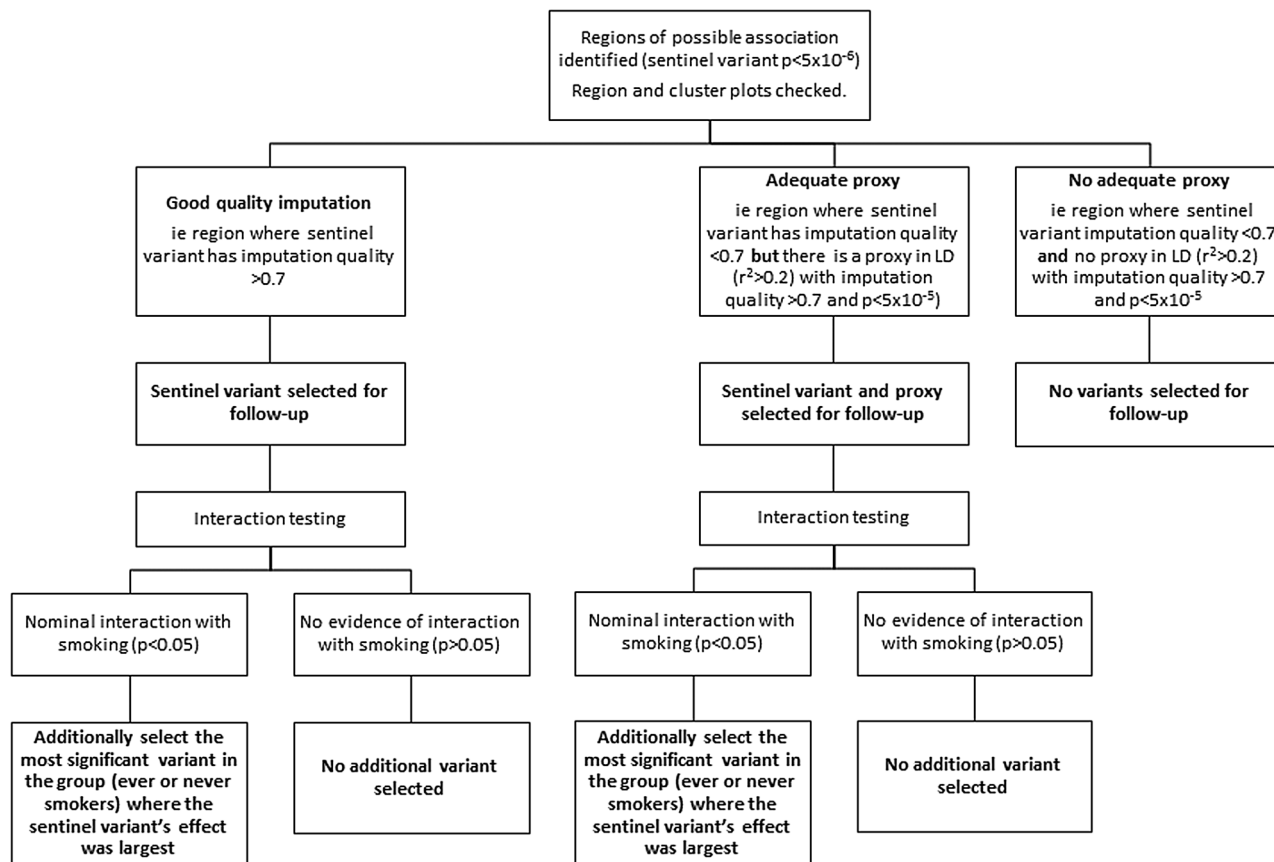 Regions of possible association
identified (sentinel variant p<5x10⁻⁶)
Region and cluster plots checked.
Good quality imputation
ie region where sentinel
variant has imputation quality
>0.7
Adequate proxy
ie region where sentinel
variant has imputation quality
<0.7 but there is a proxy in LD
(r²>0.2) with imputation
quality >0.7 and p<5x10⁻⁵)
No adequate proxy
ie region where sentinel
variant imputation quality <0.7
and no proxy in LD (r²>0.2)
with imputation quality >0.7
and p<5x10⁻⁵
Sentinel variant selected for
follow-up
Sentinel variant and proxy
selected for follow-up
No variants selected for
follow-up
Interaction testing
Interaction testing
Nominal interaction with
smoking (p<0.05)
No evidence of interaction
with smoking (p>0.05)
Nominal interaction with
smoking (p<0.05)
No evidence of interaction
with smoking (p>0.05)
Additionally select the
most significant variant in
the group (ever or never
smokers) where the
sentinel variant's effect
was largest
No additional variant
selected
Additionally select the
most significant variant in
the group (ever or never
smokers) where the
sentinel variant's effect
was largest
No additional variant
selected